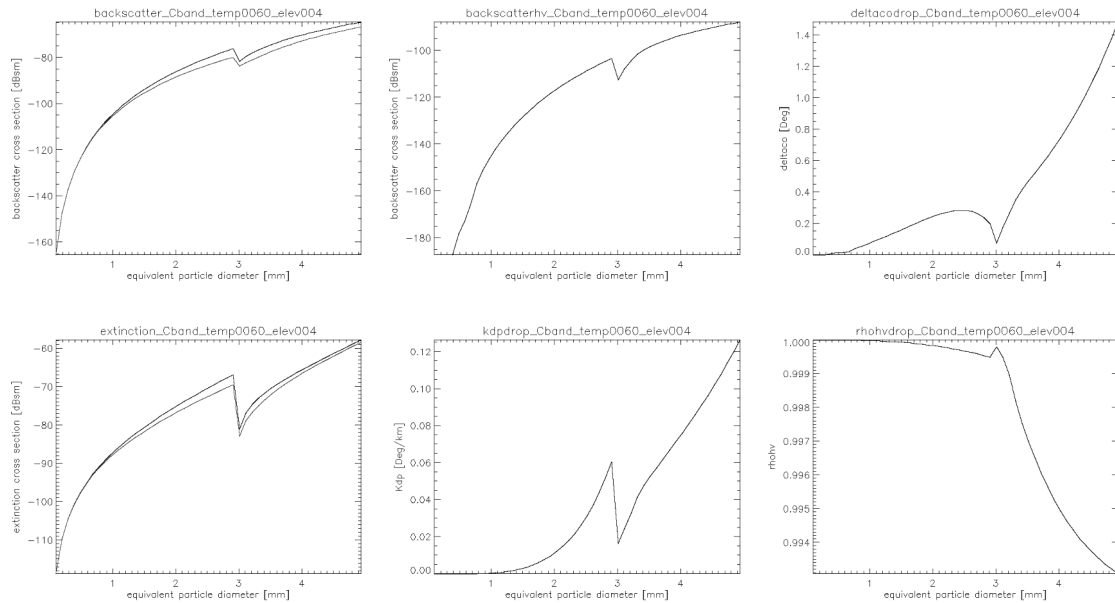 backscatter_Cband_temp0060_elev004
backscatter cross section [dBsm]
-80
-100
-120
-140
-160
1 2 3 4
equivalent particle diameter [mm]
backscatterhv_Cband_temp0060_elev004
backscatter cross section [dBsm]
-100
-120
-140
-160
-180
1 2 3 4
equivalent particle diameter [mm]
deltacodrop_Cband_temp0060_elev004
deltaco [Deg]
1.4
1.2
1.0
0.8
0.6
0.4
0.2
0.0
1 2 3 4
equivalent particle diameter [mm]
extinction_Cband_temp0060_elev004
extinction cross section [dBsm]
-60
-70
-80
-90
-100
-110
1 2 3 4
equivalent particle diameter [mm]
kdpdrop_Cband_temp0060_elev004
Kdp [Deg/km]
0.12
0.10
0.08
0.06
0.04
0.02
0.00
1 2 3 4
equivalent particle diameter [mm]
rhohvdrop_Cband_temp0060_elev004
rhohv
1.000
0.999
0.998
0.997
0.996
0.995
0.994
1 2 3 4
equivalent particle diameter [mm]